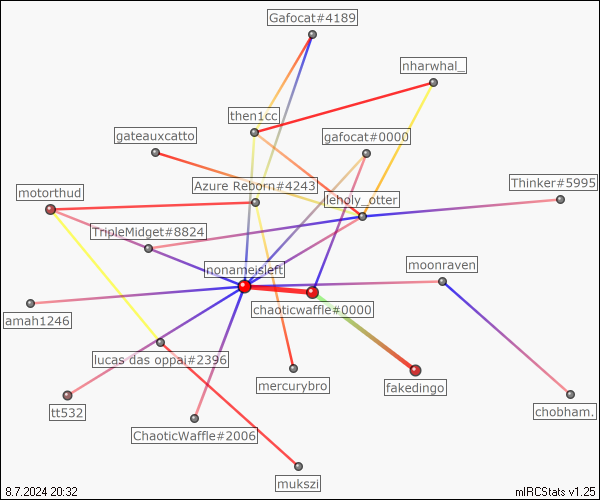 Gafocat#4189
nharwhal_
then1cc
gateauxcatto
gafocat#0000
Azure Reborn#4243
Thinker#5995
motorthud
leholy_otter
TripleMidget#8824
nonameisleft
moonraven
chaoticwaffle#0000
amah1246
lucas das oppai#2396
mercurybro
fakedingo
tt532
chobham.
ChaoticWaffle#2006
mukszi
8.7.2024 20:32
mIRCStats v1.25